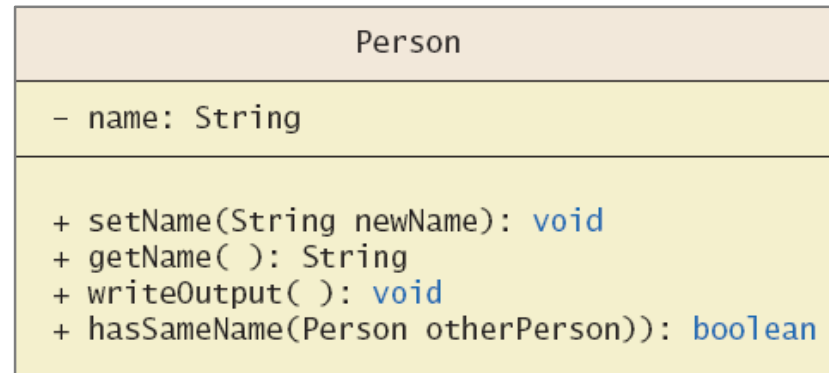 Person
- name: String
+ setName(String newName): void
+ getName( ): String
+ writeOutput( ): void
+ hasSameName(Person otherPerson)): boolean